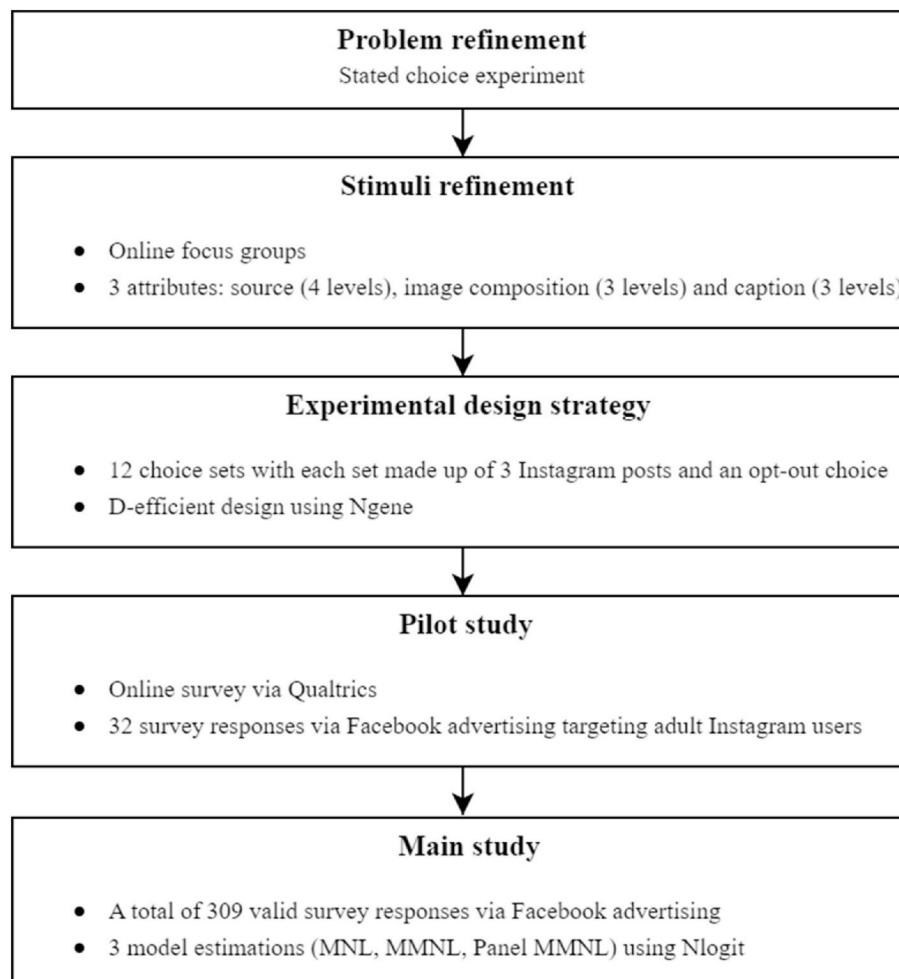 Problem refinement
Stated choice experiment
Stimuli refinement
● Online focus groups
● 3 attributes: source (4 levels), image composition (3 levels) and caption (3 levels)
Experimental design strategy
● 12 choice sets with each set made up of 3 Instagram posts and an opt-out choice
● D-efficient design using Ngene
Pilot study
● Online survey via Qualtrics
● 32 survey responses via Facebook advertising targeting adult Instagram users
Main study
● A total of 309 valid survey responses via Facebook advertising
● 3 model estimations (MNL, MMNL, Panel MMNL) using Nlogit